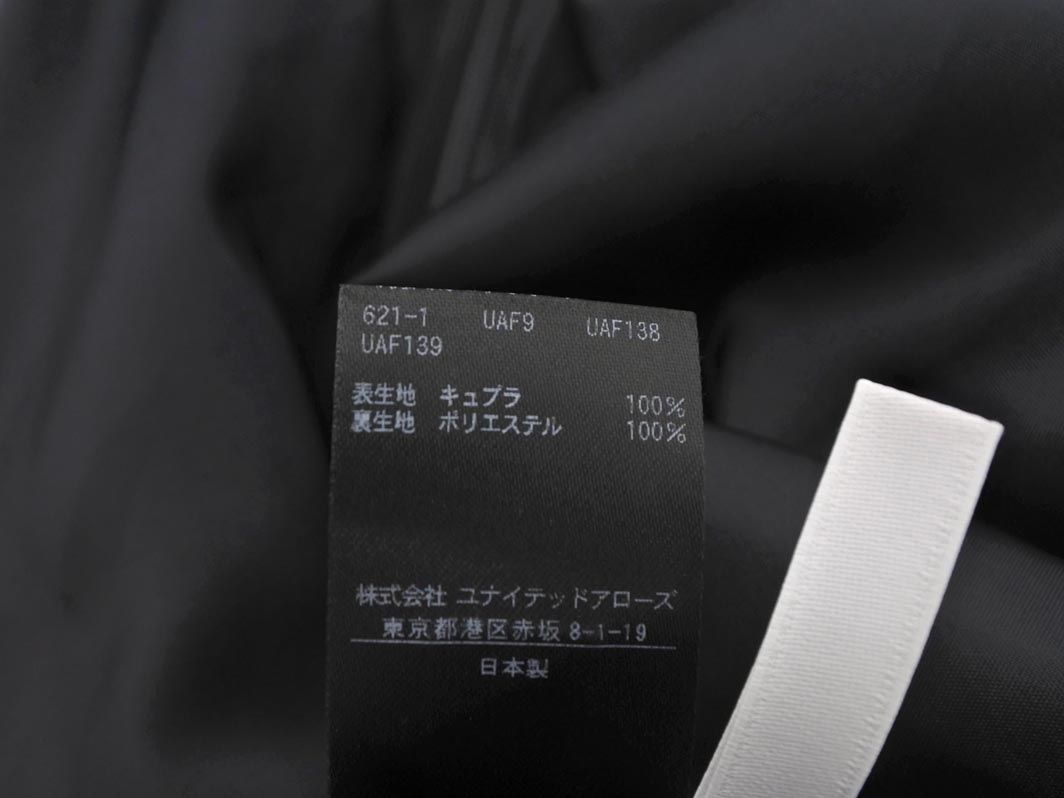 621-1 UAF9 UAF138
UAF139
表生地 キュプラ 100%
裏生地 ポリエステル 100%
株式会社 ユナイテッドアローズ
東京都港区赤坂 8-1-19
日本製